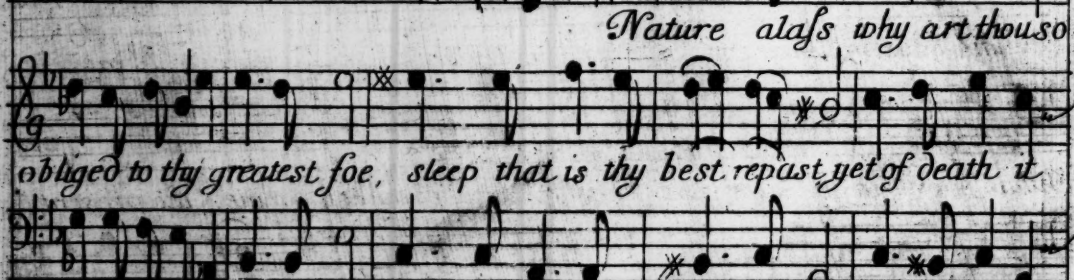 Nature alaſs why art thou so
obliged to thy greatest foe, sleep that is thy best repast yet of death it